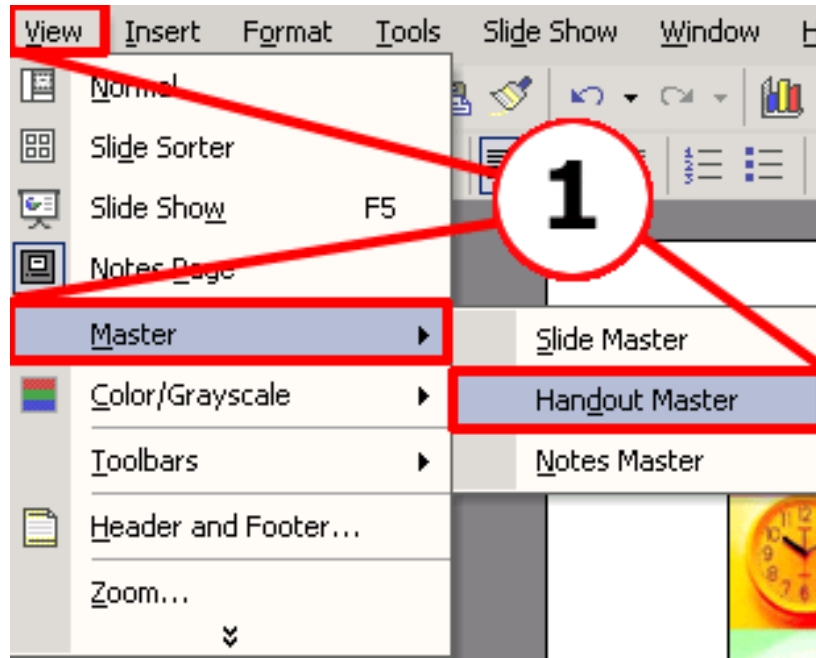 View Insert Format Tools Slide Show Window H
Normal
Slide Sorter
Slide Show F5
1
Notes Page
Master
Slide Master
Color/Grayscale
Handout Master
Toolbars
Notes Master
Header and Footer...
Zoom...